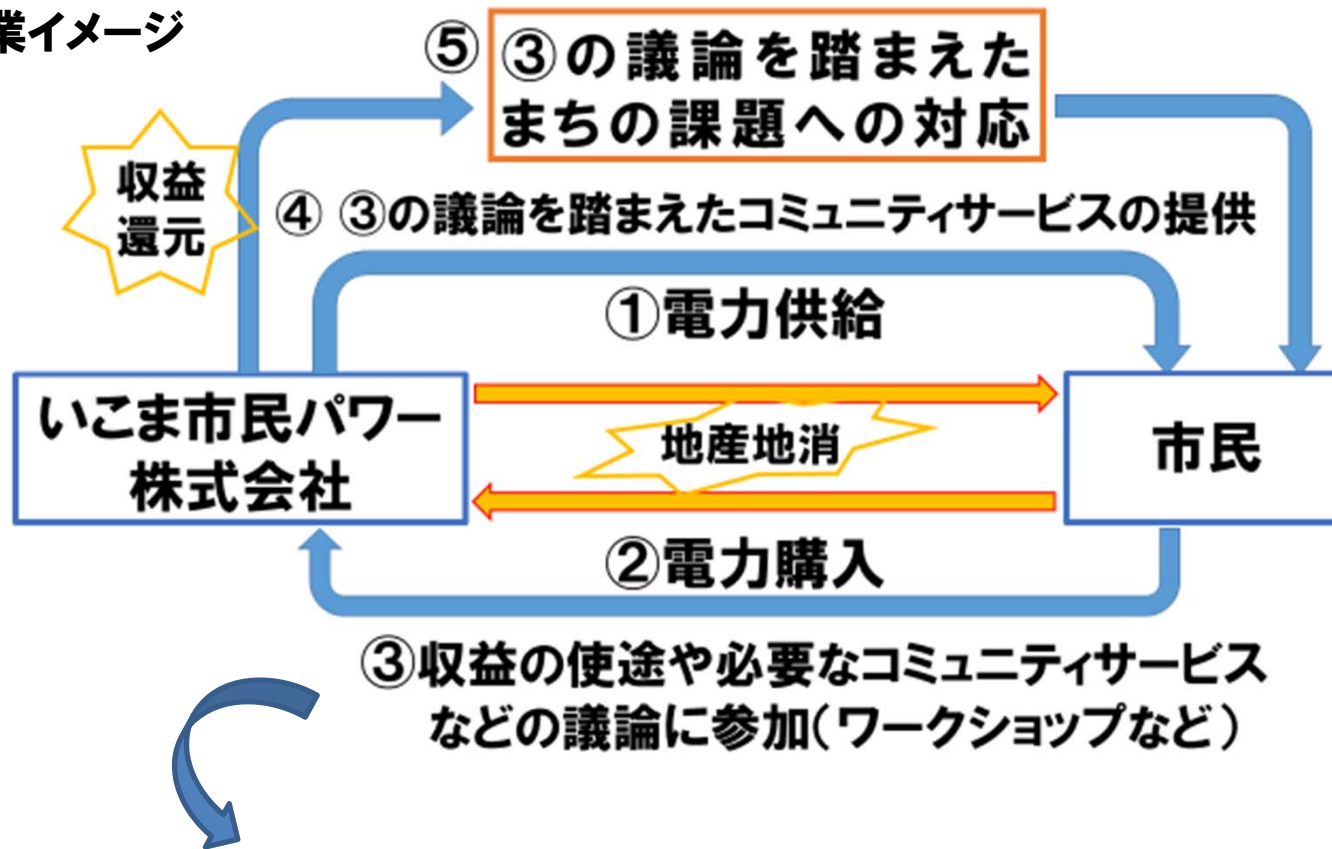 業イメージ
⑤ ③の議論を踏まえた
まちの課題への対応
収益
還元
④ ③の議論を踏まえたコミュニティサービスの提供
①電力供給
いこま市民パワー
株式会社
地産地消
市民
②電力購入
③収益の使途や必要なコミュニティサービス
などの議論に参加(ワークショップなど)